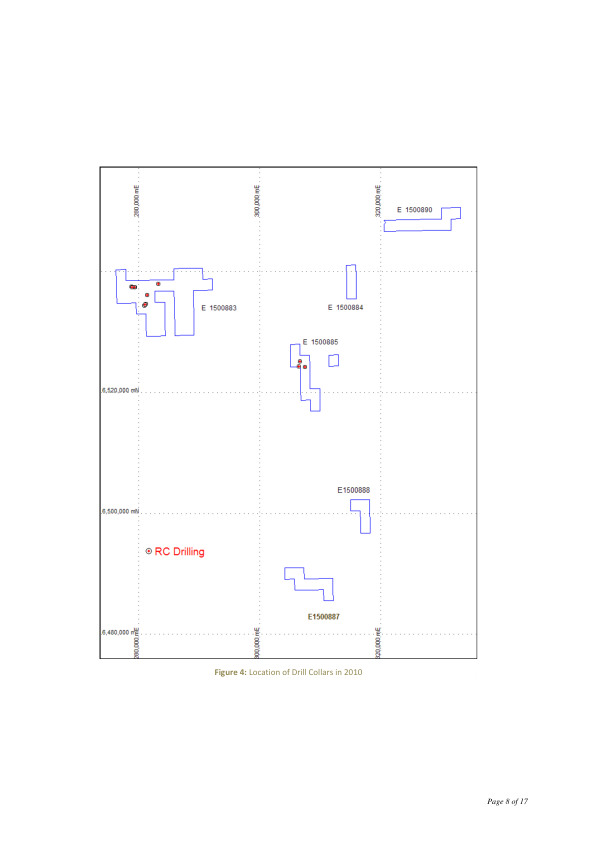 280,000 mE
300,000 mE
320,000 mE
E 1500890
E 1500883
E 1500884
E 1500885
6,520,000 mN
E1500888
6,500,000 mN
RC Drilling
E1500887
6,480,000 mN
280,000 mE
300,000 mE
320,000 mE
Figure 4: Location of Drill Collars in 2010
Page 8 of 17